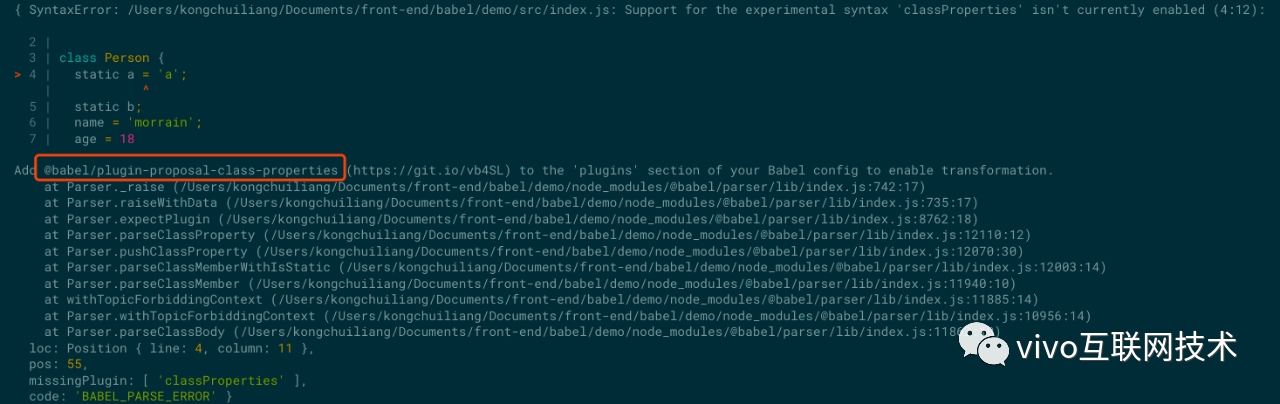 { SyntaxError: /Users/kongchuiliang/Documents/front-end/babel/demo/src/index.js: Support for the experimental syntax 'classProperties' isn't currently enabled (4:12):
2 |
3 | class Person {
> 4 |   static a = 'a';
|            ^
5 |   static b;
6 |   name = 'morrain';
7 |   age = 18
Add @babel/plugin-proposal-class-properties (https://git.io/vb4SL) to the 'plugins' section of your Babel config to enable transformation.
at Parser._raise (/Users/kongchuiliang/Documents/front-end/babel/demo/node_modules/@babel/parser/lib/index.js:742:17)
at Parser.raiseWithData (/Users/kongchuiliang/Documents/front-end/babel/demo/node_modules/@babel/parser/lib/index.js:735:17)
at Parser.expectPlugin (/Users/kongchuiliang/Documents/front-end/babel/demo/node_modules/@babel/parser/lib/index.js:8762:18)
at Parser.parseClassProperty (/Users/kongchuiliang/Documents/front-end/babel/demo/node_modules/@babel/parser/lib/index.js:12110:12)
at Parser.pushClassProperty (/Users/kongchuiliang/Documents/front-end/babel/demo/node_modules/@babel/parser/lib/index.js:12070:30)
at Parser.parseClassMemberWithIsStatic (/Users/kongchuiliang/Documents/front-end/babel/demo/node_modules/@babel/parser/lib/index.js:12003:14)
at Parser.parseClassMember (/Users/kongchuiliang/Documents/front-end/babel/demo/node_modules/@babel/parser/lib/index.js:11940:10)
at withTopicForbiddingContext (/Users/kongchuiliang/Documents/front-end/babel/demo/node_modules/@babel/parser/lib/index.js:11885:14)
at Parser.withTopicForbiddingContext (/Users/kongchuiliang/Documents/front-end/babel/demo/node_modules/@babel/parser/lib/index.js:10956:14)
at Parser.parseClassBody (/Users/kongchuiliang/Documents/front-end/babel/demo/node_modules/@babel/parser/lib/index.js:
loc: Position { line: 4, column: 11 },
pos: 55,
missingPlugin: [ 'classProperties' ],
code: 'BABEL_PARSE_ERROR' }
vivo互联网技术